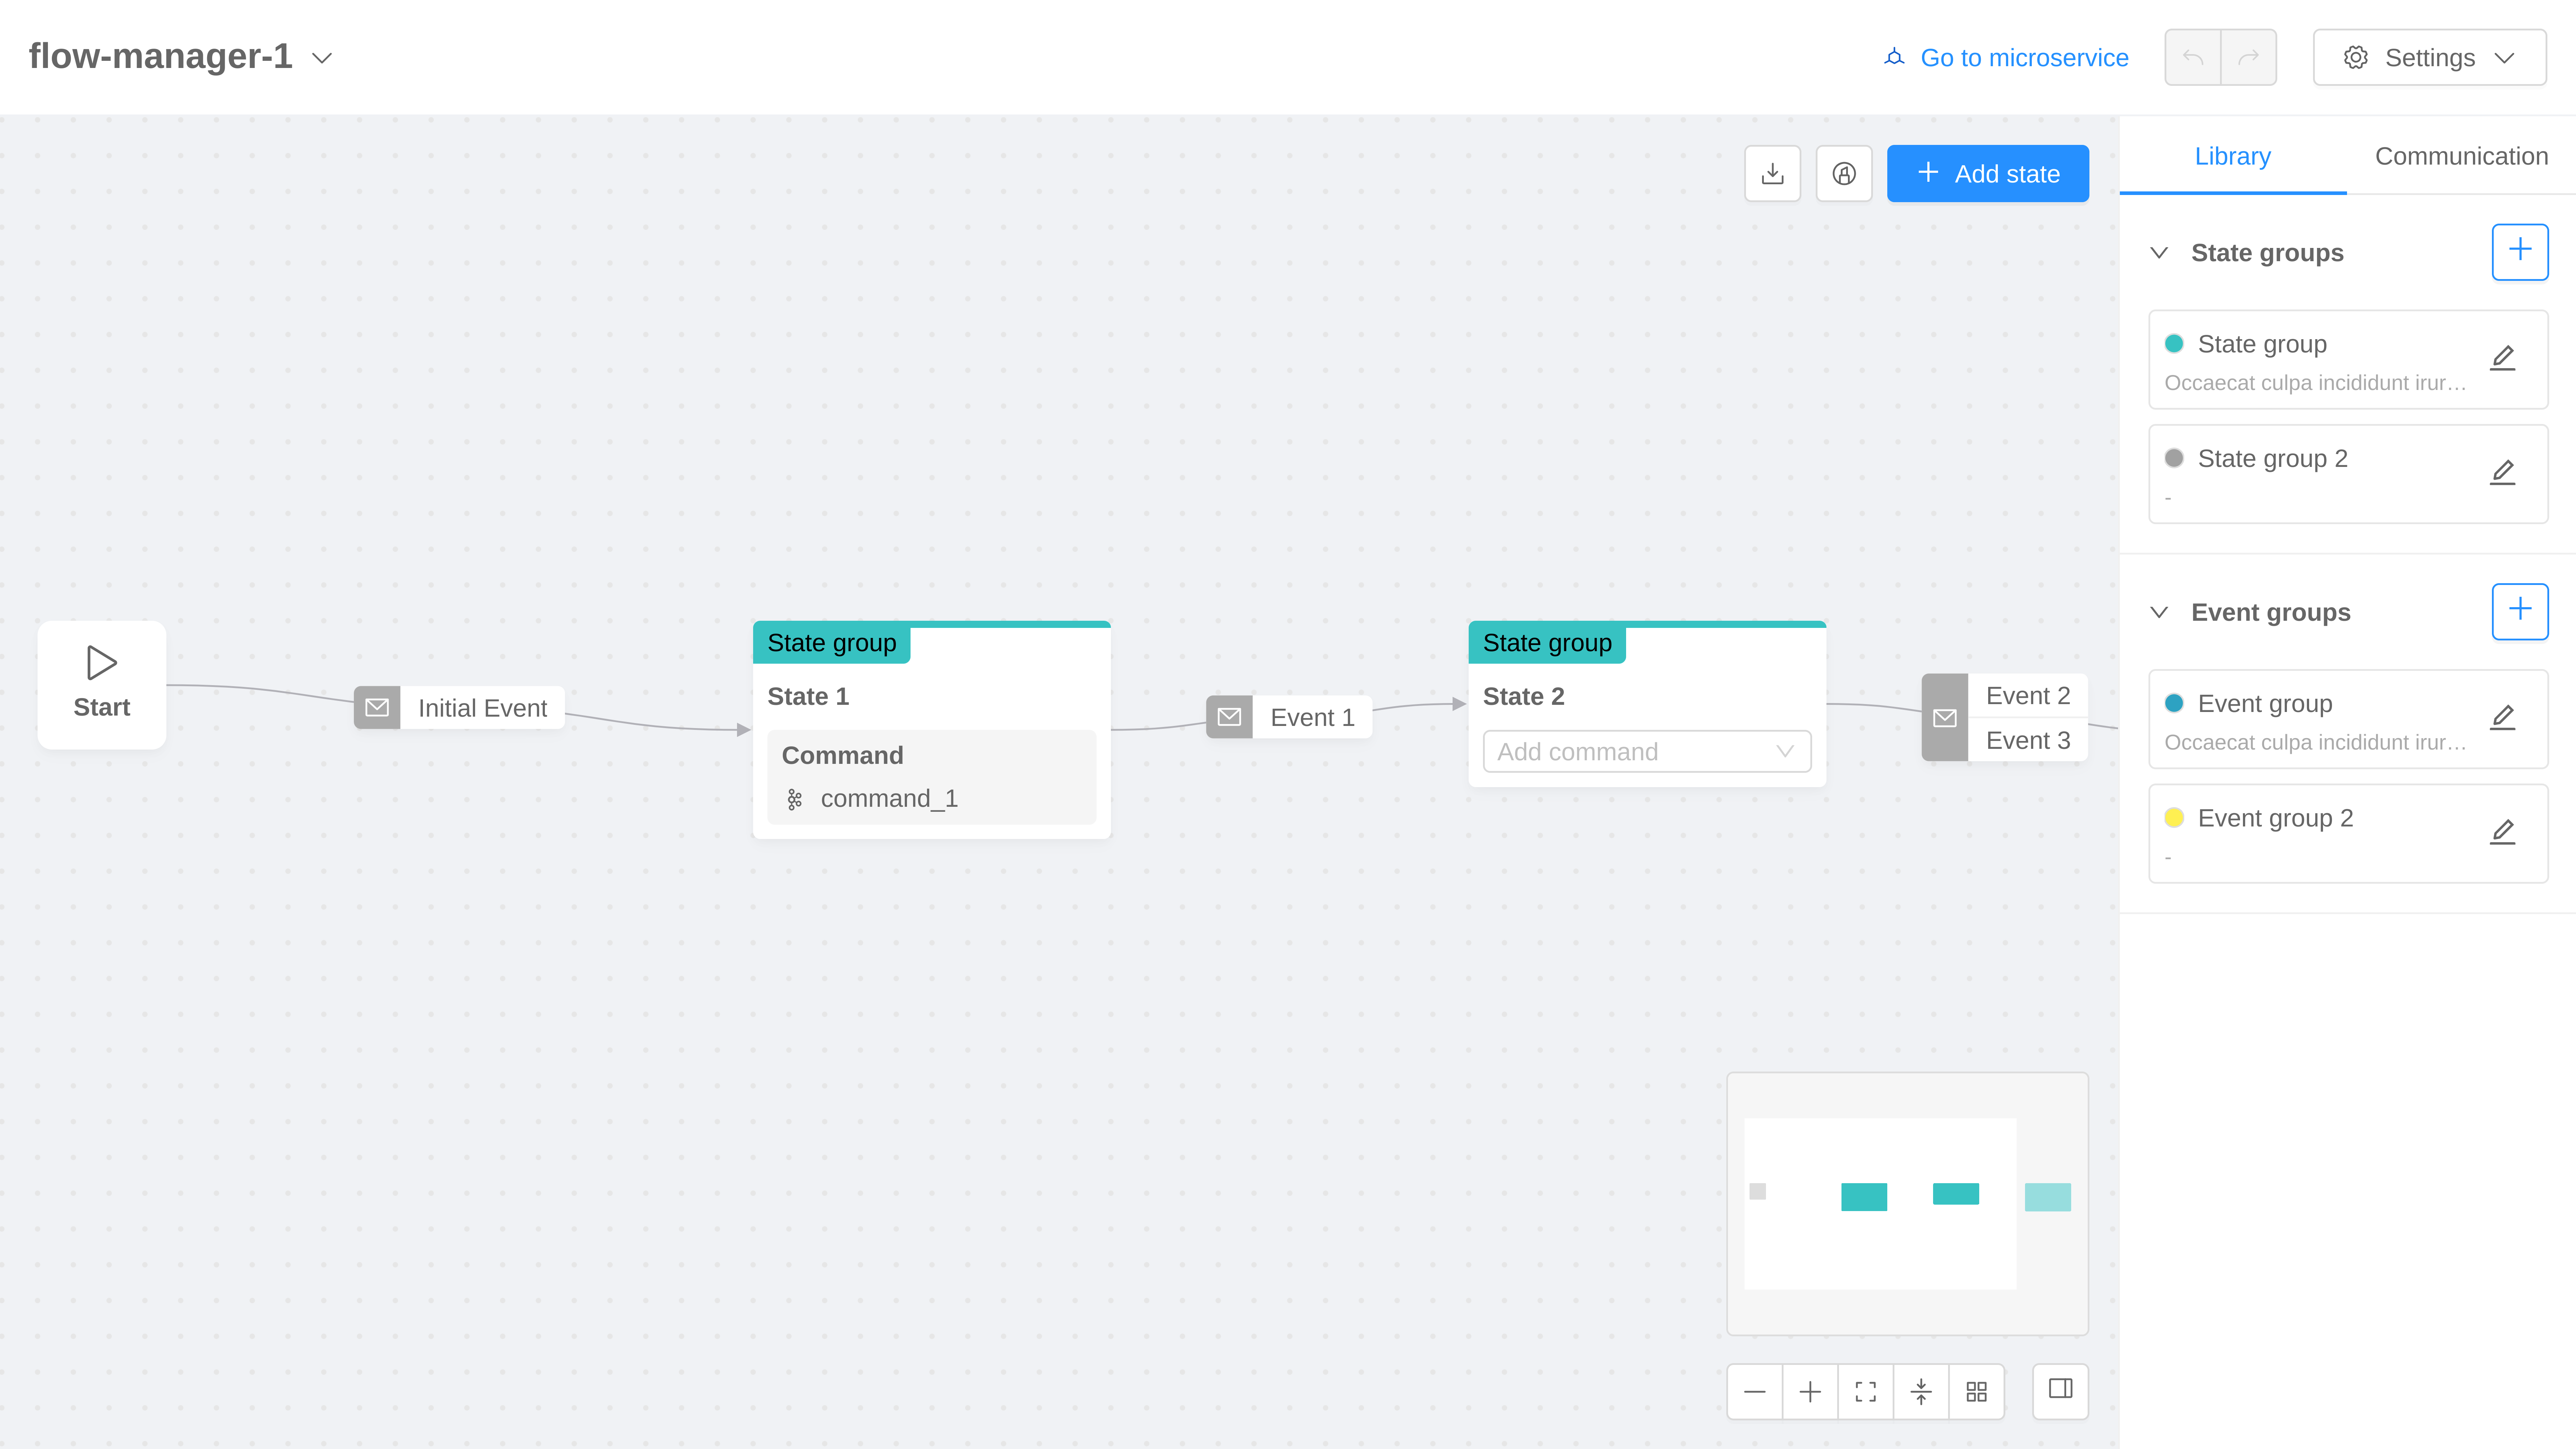 flow-manager-1
Go to microservice
Settings
Add state
Library
Communication
State groups
State group
Occaecat culpa incididunt irur…
State group 2
-
Event groups
Event group
Occaecat culpa incididunt irur…
Event group 2
-
Start
Initial Event
State group
State 1
Command
command_1
Event 1
State group
State 2
Add command
Event 2
Event 3